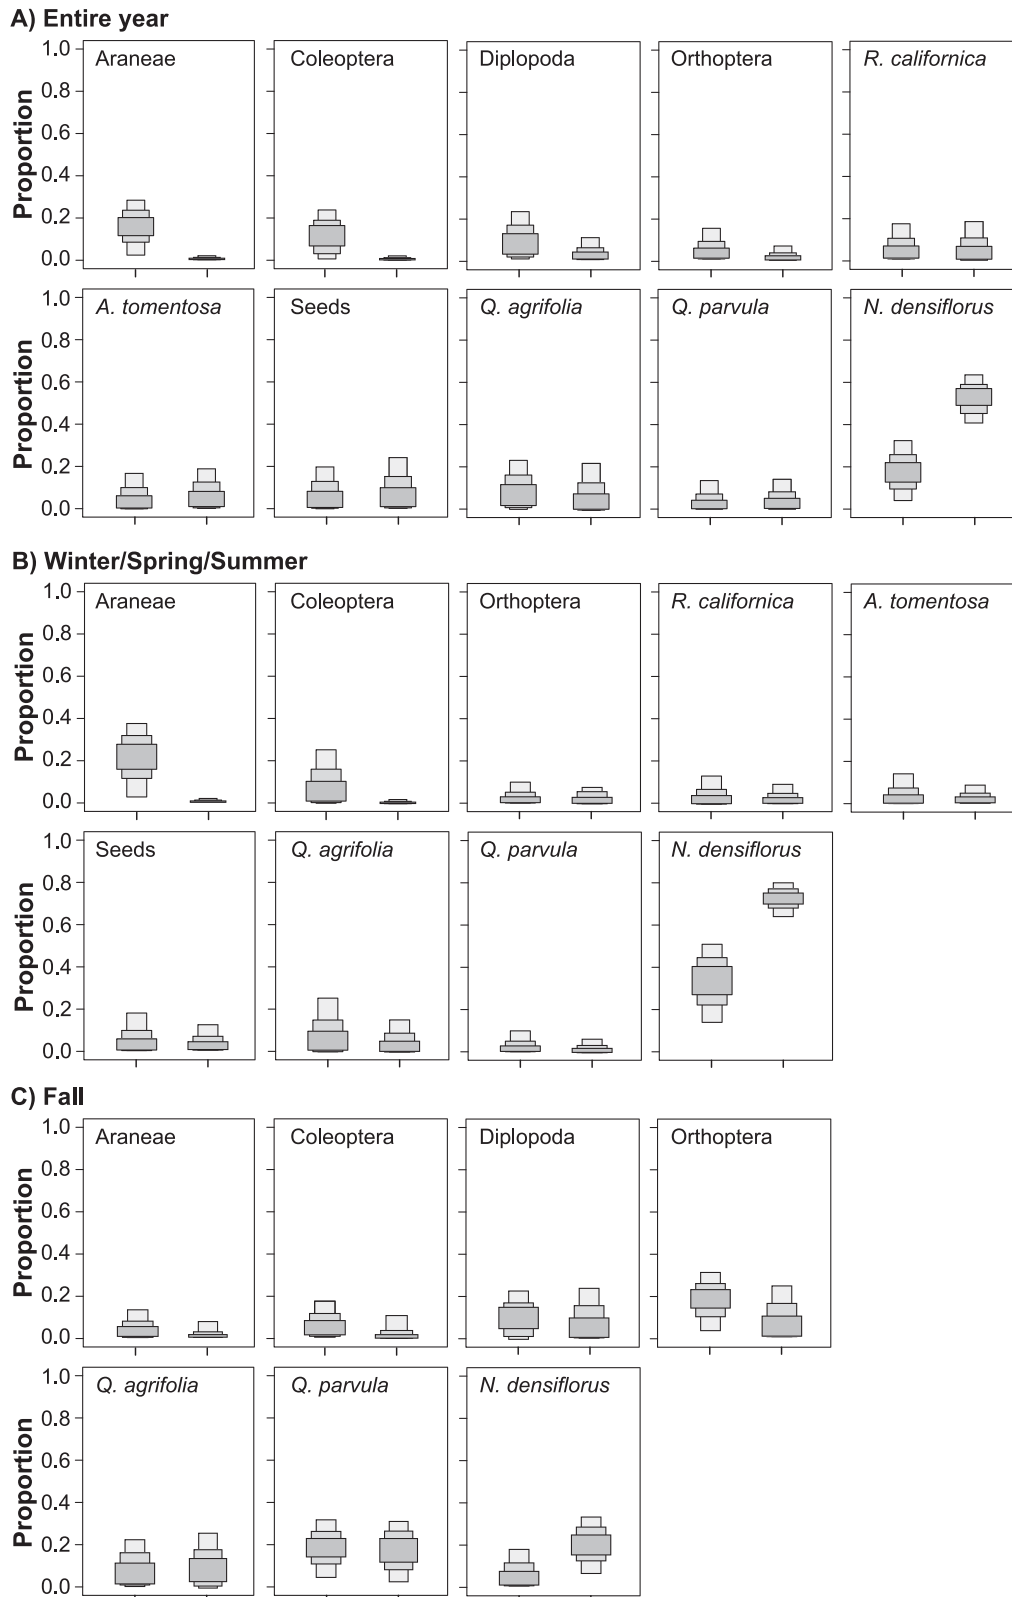 A) Entire year
Proportion
1.0
0.8
0.6
0.4
0.2
0.0
Araneae
Coleoptera
Diplopoda
Orthoptera
R. californica
Proportion
1.0
0.8
0.6
0.4
0.2
0.0
A. tomentosa
Seeds
Q. agrifolia
Q. parvula
N. densiflorus
B) Winter/Spring/Summer
Proportion
1.0
0.8
0.6
0.4
0.2
0.0
Araneae
Coleoptera
Orthoptera
R. californica
A. tomentosa
Proportion
1.0
0.8
0.6
0.4
0.2
0.0
Seeds
Q. agrifolia
Q. parvula
N. densiflorus
C) Fall
Proportion
1.0
0.8
0.6
0.4
0.2
0.0
Araneae
Coleoptera
Diplopoda
Orthoptera
Proportion
1.0
0.8
0.6
0.4
0.2
0.0
Q. agrifolia
Q. parvula
N. densiflorus